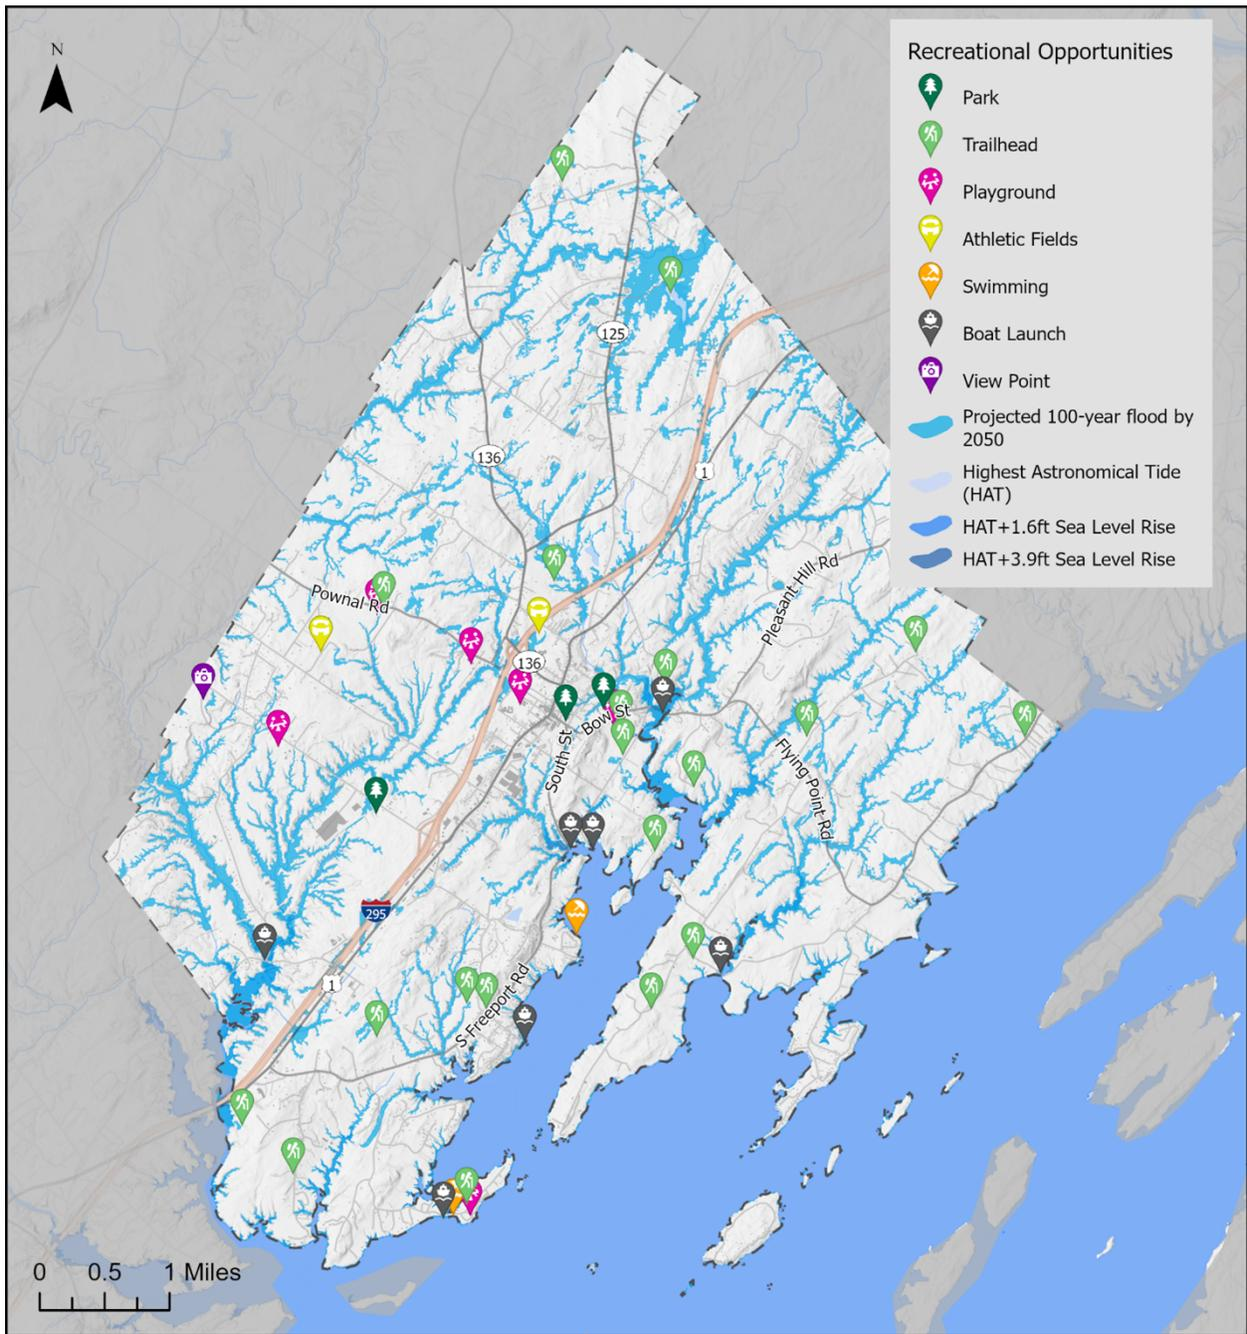 N
Recreational Opportunities
Park
Trailhead
Playground
Athletic Fields
Swimming
Boat Launch
View Point
Projected 100-year flood by
2050
Highest Astronomical Tide
(HAT)
HAT+1.6ft Sea Level Rise
HAT+3.9ft Sea Level Rise
125
136
1
Pleasant Hill Rd
Pownal Rd
136
Bow St
South St
Flying Point Rd
295
1
S Freeport Rd
0 0.5 1 Miles